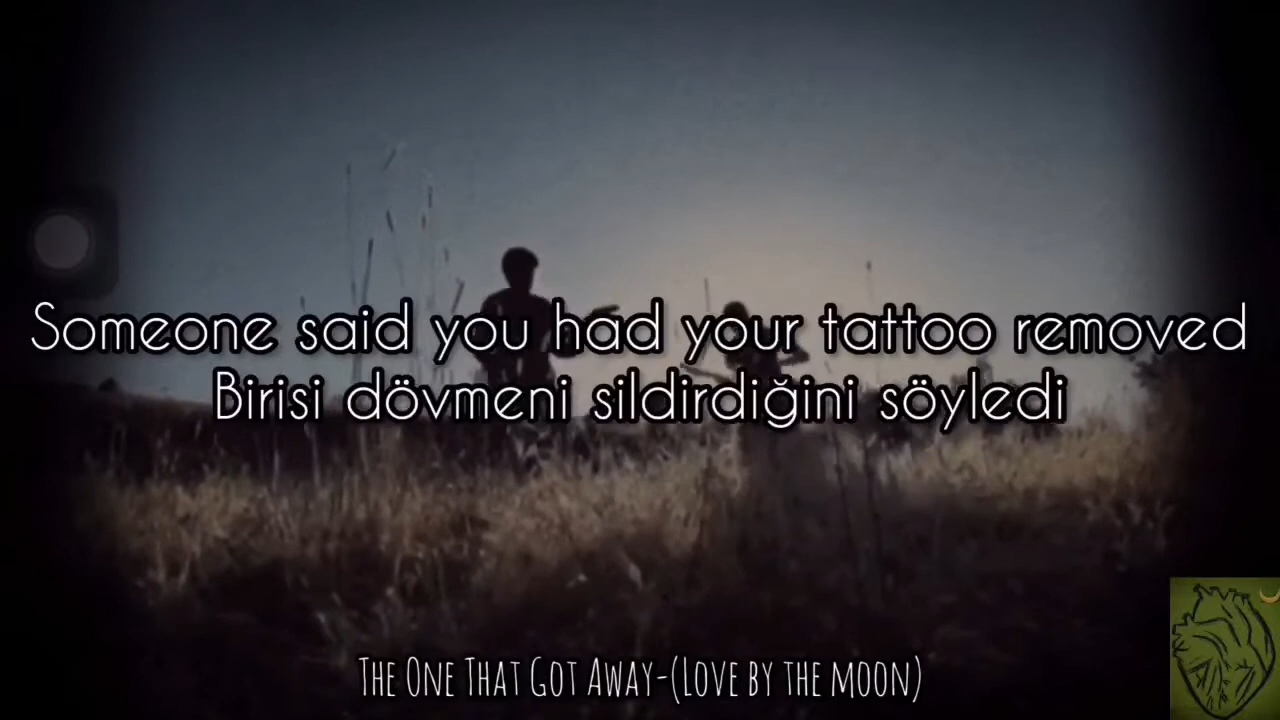 Someone said you had your tattoo removed
Birisi dövmeni sildirdiğini söyledi
The One That Got Away-(Love by the moon)